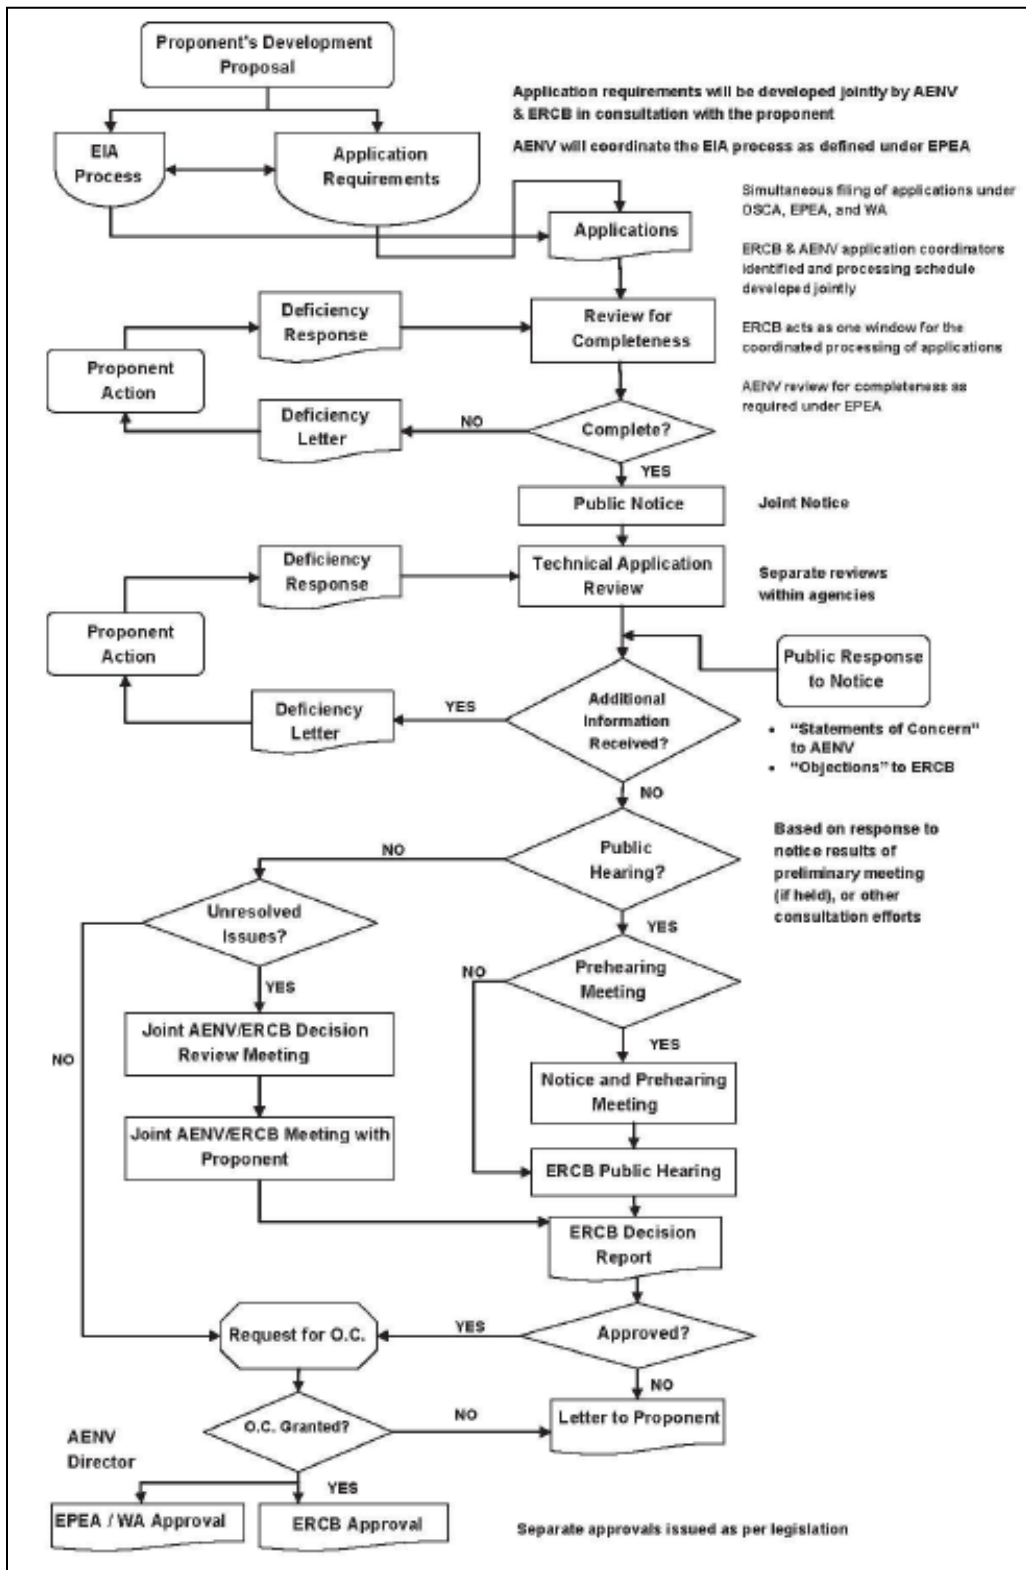 Proponent's Development
Proposal
Application requirements will be developed jointly by AENV
& ERCB in consultation with the proponent
EIA
Process
Application
Requirements
AENV will coordinate the EIA process as defined under EPEA
Simultaneous filing of applications under
OSCA, EPEA, and WA
Applications
ERCB & AENV application coordinators
identified and processing schedule
developed jointly
Deficiency
Response
Review for
Completeness
ERCB acts as one window for the
coordinated processing of applications
Proponent
Action
AENV review for completeness as
required under EPEA
Deficiency
Letter
NO
Complete?
YES
Public Notice
Joint Notice
Deficiency
Response
Technical Application
Review
Separate reviews
within agencies
Proponent
Action
Public Response
to Notice
Deficiency
Letter
YES
Additional
Information
Received?
• "Statements of Concern"
to AENV
• "Objections" to ERCB
NO
Public
Hearing?
NO
Based on response to
notice results of
preliminary meeting
(if held), or other
consultation efforts
Unresolved
Issues?
YES
Prehearing
Meeting
NO
YES
Joint AENV/ERCB Decision
Review Meeting
NO
YES
Notice and Prehearing
Meeting
Joint AENV/ERCB Meeting with
Proponent
ERCB Public Hearing
ERCB Decision
Report
Request for O.C.
YES
Approved?
NO
O.C. Granted?
NO
Letter to Proponent
AENV
Director
YES
EPEA / WA Approval
ERCB Approval
Separate approvals issued as per legislation